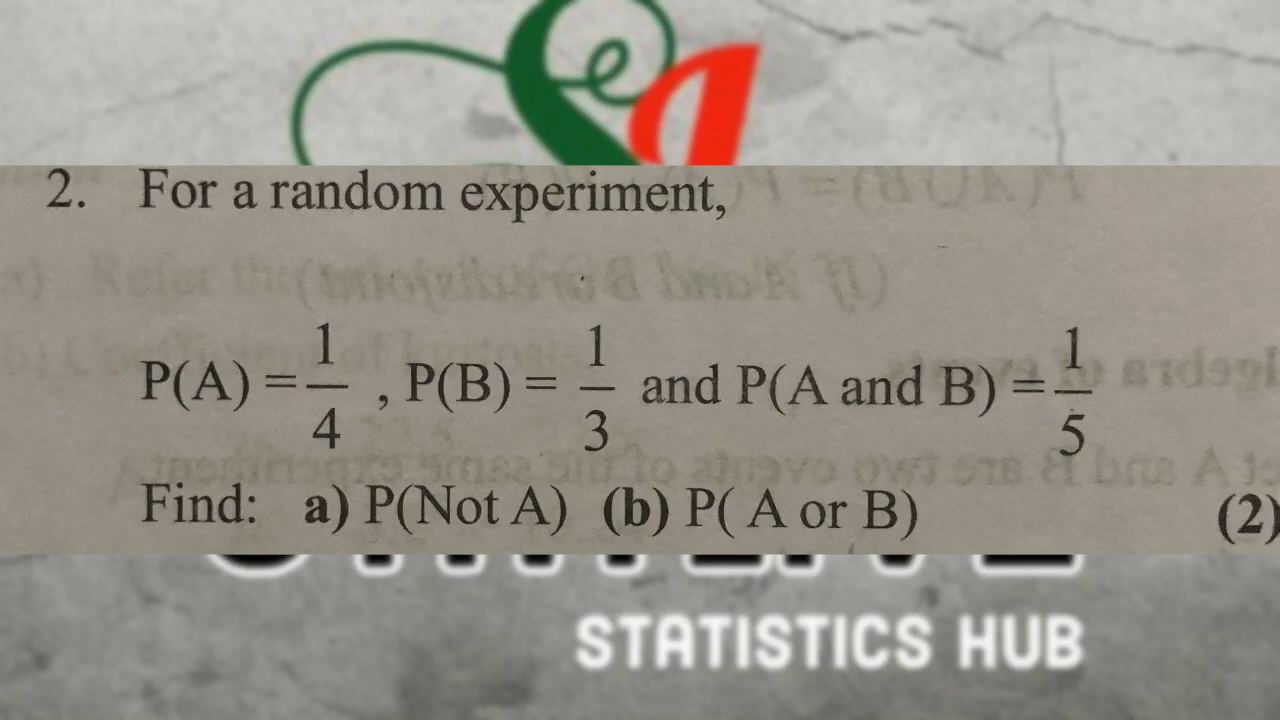 2. For a random experiment,
P(A) = 1/4 , P(B) = 1/3 and P(A and B) = 1/5
Find: a) P(Not A) (b) P( A or B)
(2)
STATISTICS HUB